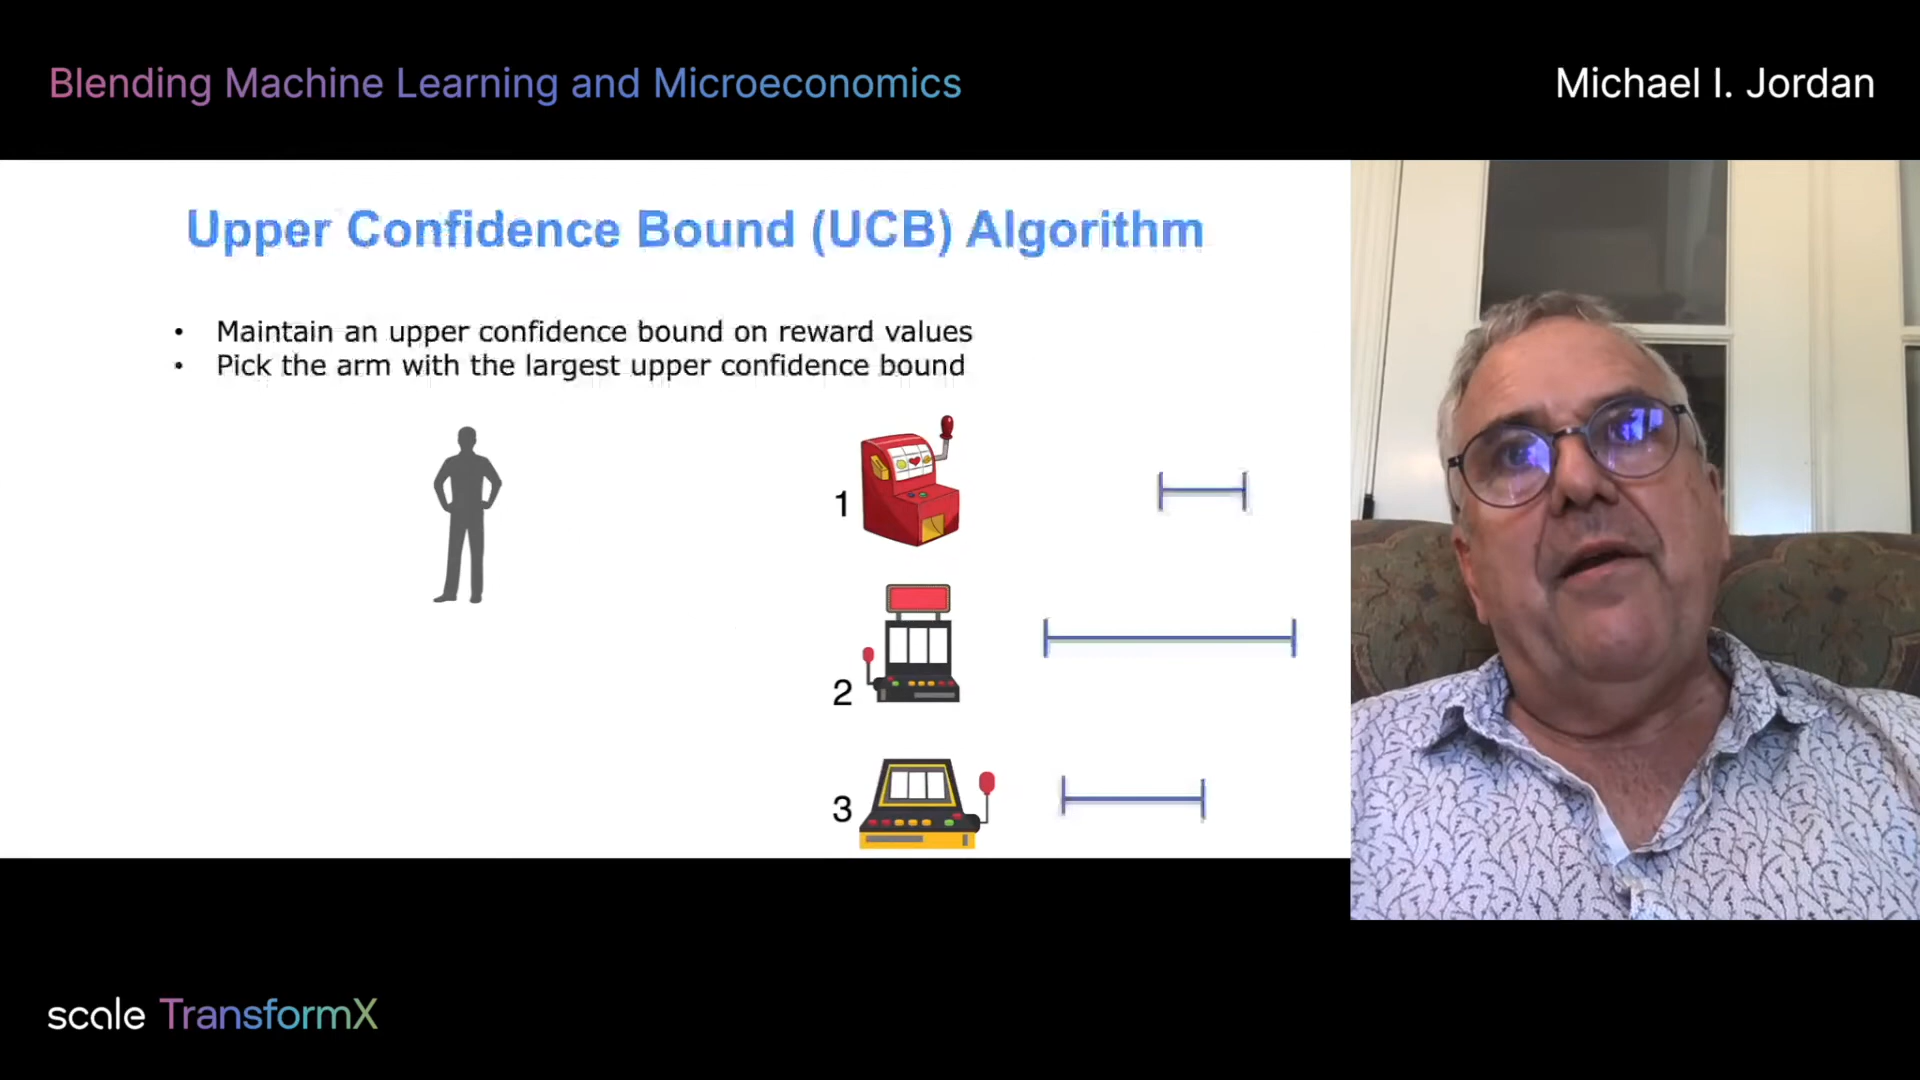 Blending Machine Learning and Microeconomics
Michael I. Jordan
Upper Confidence Bound (UCB) Algorithm
• Maintain an upper confidence bound on reward values
• Pick the arm with the largest upper confidence bound
1
2
3
scale TransformX